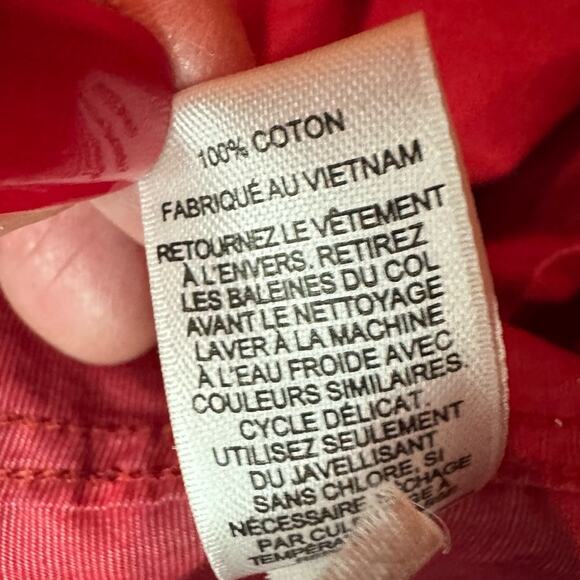 100% COTON
FABRIQUÉ AU VIETNAM
RETOURNEZ LE VÊTEMENT
À L'ENVERS. RETIREZ
LES BALEINES DU COL
AVANT LE NETTOYAGE
LAVER À LA MACHINE
À L'EAU FROIDE AVEC
COULEURS SIMILAIRES.
CYCLE DÉLICAT.
UTILISEZ SEULEMENT
DU JAVELLISANT
SANS CHLORE, SI
NÉCESSAIRE
PAR